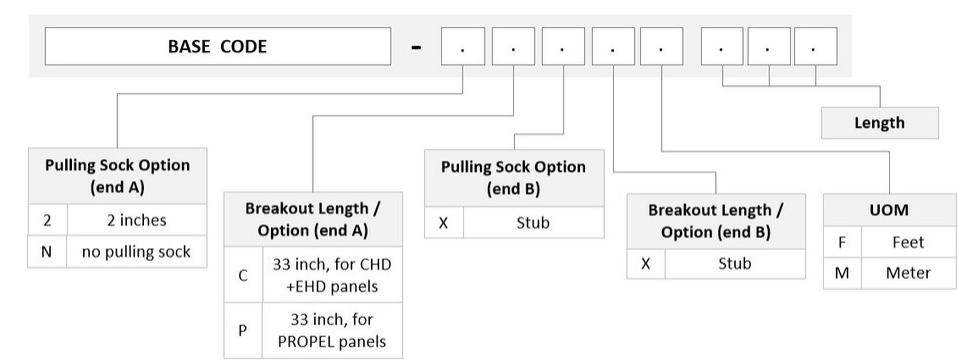 BASE CODE - . . . . . . . .
Length
Pulling Sock Option
(end A)
2 2 inches
N no pulling sock
Breakout Length /
Option (end A)
C 33 inch, for CHD
+EHD panels
P 33 inch, for
PROPEL panels
Pulling Sock Option
(end B)
X Stub
Breakout Length /
Option (end B)
X Stub
UOM
F Feet
M Meter